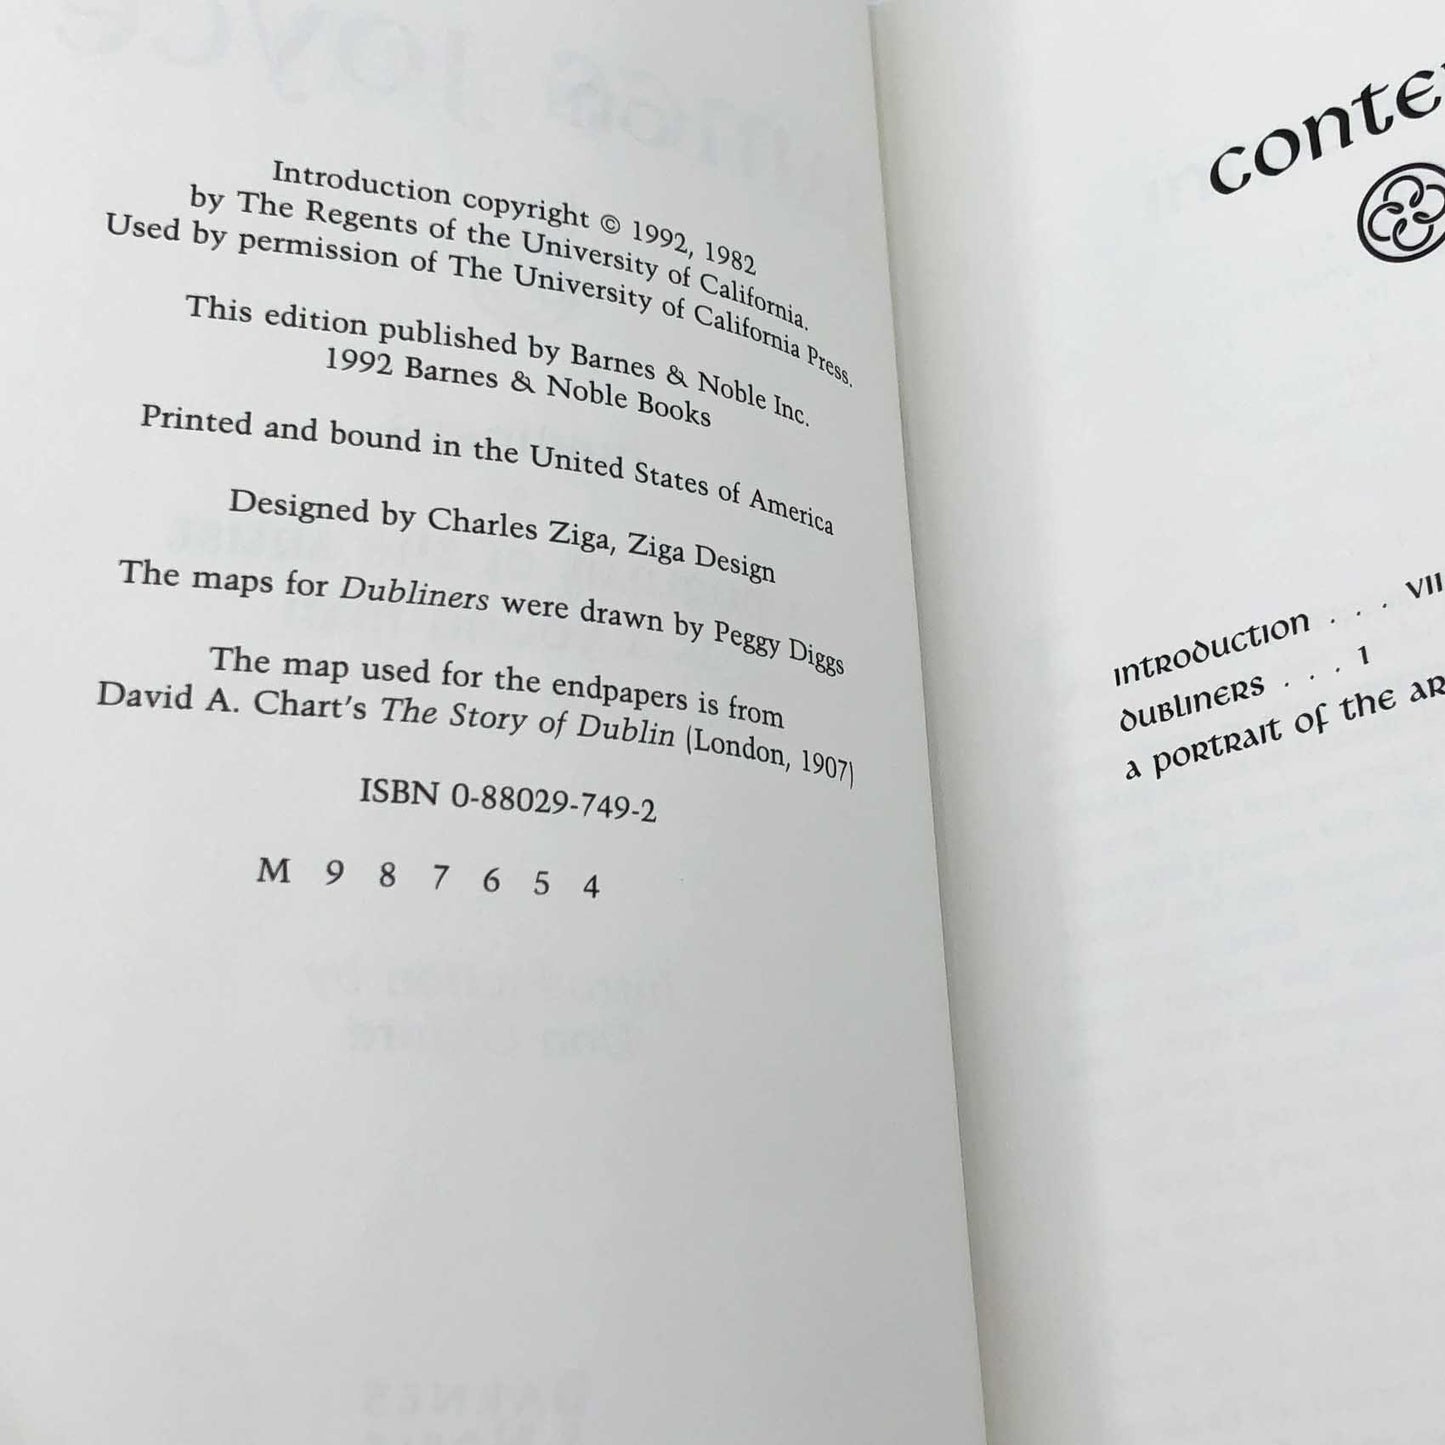 Introduction copyright © 1992, 1982
by The Regents of the University of California.
Used by permission of The University of California Press.
This edition published by Barnes & Noble Inc.
1992 Barnes & Noble Books
Printed and bound in the United States of America
Designed by Charles Ziga, Ziga Design
The maps for Dubliners were drawn by Peggy Diggs
The map used for the endpapers is from
David A. Chart's The Story of Dublin (London, 1907)
ISBN 0-88029-749-2
M 9 8 7 6 5 4
introduction . . . VII
dubliners . . . 1
a portrait of the